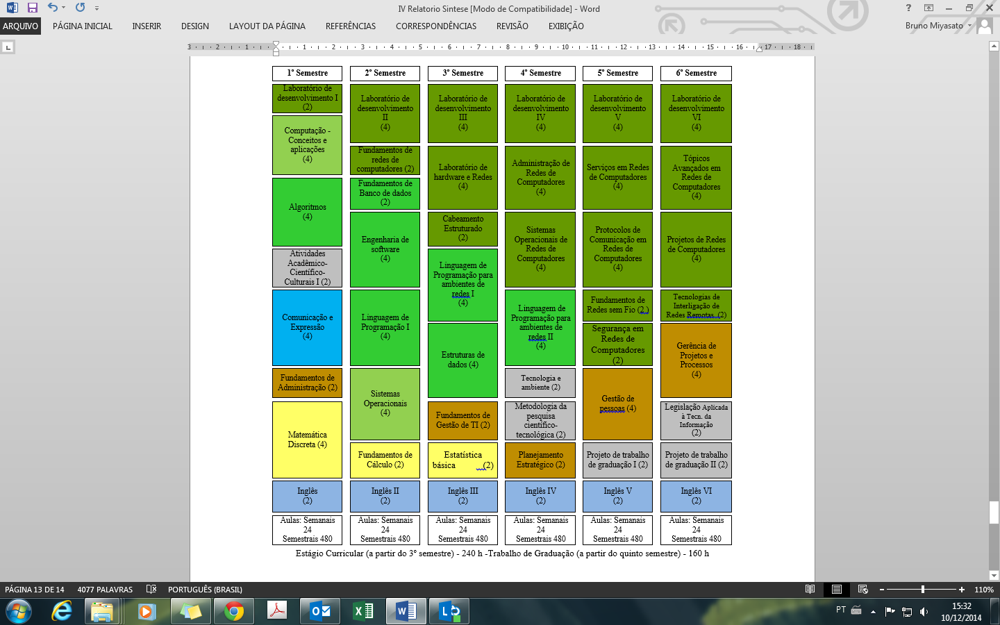 IV Relatorio Sintese [Modo de Compatibilidade] - Word
ARQUIVO PÁGINA INICIAL INSERIR DESIGN LAYOUT DA PÁGINA REFERÊNCIAS CORRESPONDÊNCIAS REVISÃO EXIBIÇÃO
Bruno Miyasato
3 2 1 1 2 3 4 5 6 7 8 9 10 11 12 13 14 15 16 17 18
1º Semestre
Laboratório de
desenvolvimento I
(2)
Computação -
Conceitos e
aplicações
(4)
Algoritmos
(4)
Atividades
Acadêmico-
Científico-
Culturais I (2)
Comunicação e
Expressão
(4)
Fundamentos de
Administração (2)
Matemática
Discreta (4)
Inglês
(2)
Aulas: Semanais
24
Semestrais 480
2º Semestre
Laboratório de
desenvolvimento
II
(4)
Fundamentos de
redes de
computadores (2)
Fundamentos de
Banco de dados
(2)
Engenharia de
software
(4)
Linguagem de
Programação I
(4)
Sistemas
Operacionais
(4)
Fundamentos de
Cálculo (2)
Inglês II
(2)
Aulas: Semanais
24
Semestrais 480
3º Semestre
Laboratório de
desenvolvimento
III
(4)
Laboratório de
hardware e Redes
(4)
Cabeamento
Estruturado
(2)
Linguagem de
Programação para
ambientes de
redes I
(4)
Estruturas de
dados (4)
Fundamentos de
Gestão de TI (2)
Estatística
básica (2)
Inglês III
(2)
Aulas: Semanais
24
Semestrais 480
4º Semestre
Laboratório de
desenvolvimento
IV
(4)
Administração de
Redes de
Computadores
(4)
Sistemas
Operacionais de
Redes de
Computadores
(4)
Linguagem de
Programação para
ambientes de
redes II
(4)
Tecnologia e
ambiente (2)
Metodologia da
pesquisa
científico-
tecnológica (2)
Planejamento
Estratégico (2)
Inglês IV
(2)
Aulas: Semanais
24
Semestrais 480
5º Semestre
Laboratório de
desenvolvimento
V
(4)
Serviços em Redes
de Computadores
(4)
Protocolos de
Comunicação em
Redes de
Computadores
(4)
Fundamentos de
Redes sem Fio (2 )
Segurança em
Redes de
Computadores
(2)
Gestão de
pessoas (4)
Projeto de trabalho
de graduação I (2)
Inglês V
(2)
Aulas: Semanais
24
Semestrais 480
6º Semestre
Laboratório de
desenvolvimento
VI
(4)
Tópicos
Avançados em
Redes de
Computadores
(4)
Projetos de Redes
de Computadores
(4)
Tecnologias de
Interligação de
Redes Remotas (2)
Gerência de
Projetos e
Processos
(4)
Legislação Aplicada
à Tecn. da
Informação
(2)
Projeto de trabalho
de graduação II (2)
Inglês VI
(2)
Aulas: Semanais
24
Semestrais 480
Estágio Curricular (a partir do 3º semestre) - 240 h -Trabalho de Graduação (a partir do quinto semestre) - 160 h
PÁGINA 13 DE 14 4077 PALAVRAS PORTUGUÊS (BRASIL) 110%
PT
15:32
10/12/2014